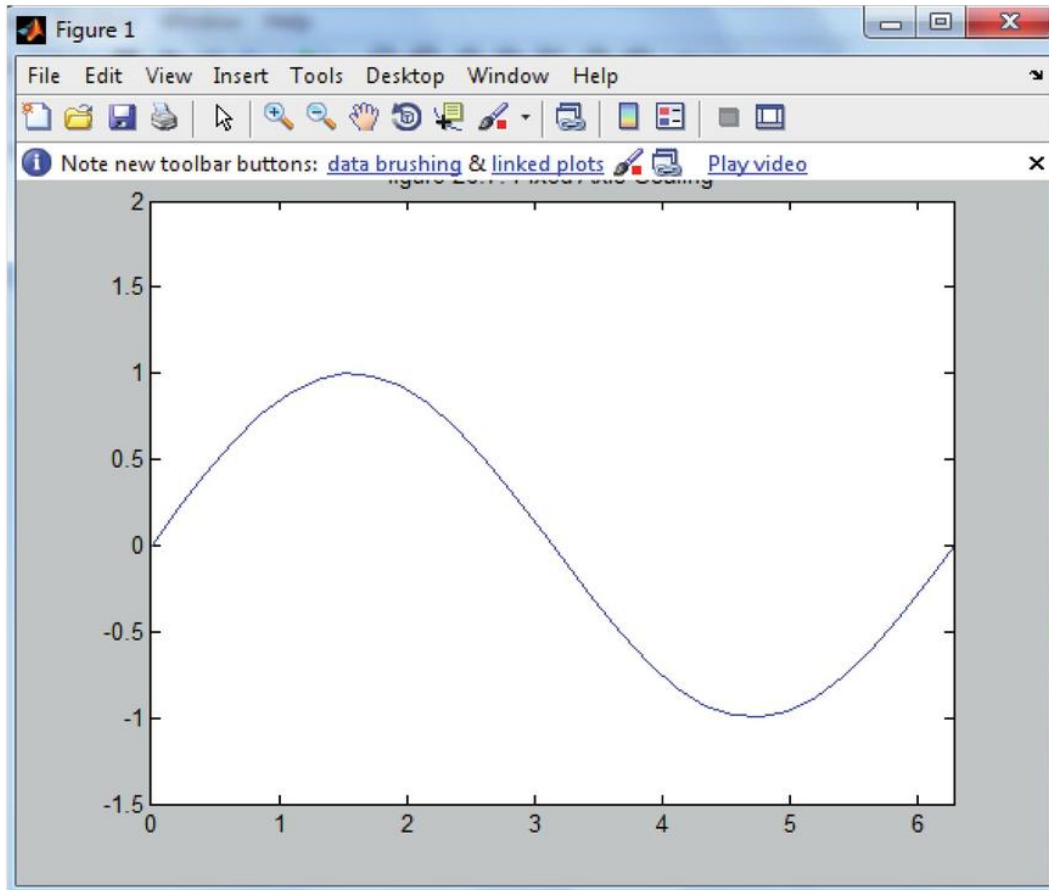 Figure 1
File Edit View Insert Tools Desktop Window Help
Note new toolbar buttons: data brushing & linked plots Play video
2
1.5
1
0.5
0
-0.5
-1
-1.5
0 1 2 3 4 5 6